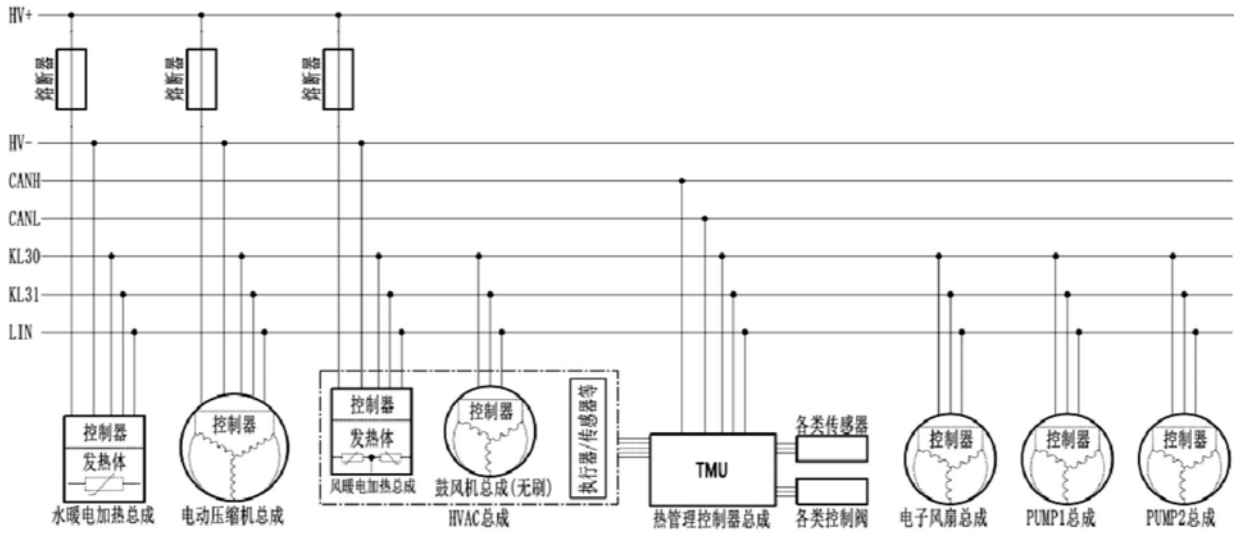 HV+
熔断器
熔断器
熔断器
HV-
CANH
CANL
KL30
KL31
LIN
控制器
发热体
水暖电加热总成
控制器
电动压缩机总成
控制器
发热体
风暖电加热总成
控制器
鼓风机总成(无刷)
执行器/传感器等
HVAC总成
TMU
热管理控制器总成
各类传感器
各类控制阀
控制器
电子风扇总成
控制器
PUMP1总成
控制器
PUMP2总成